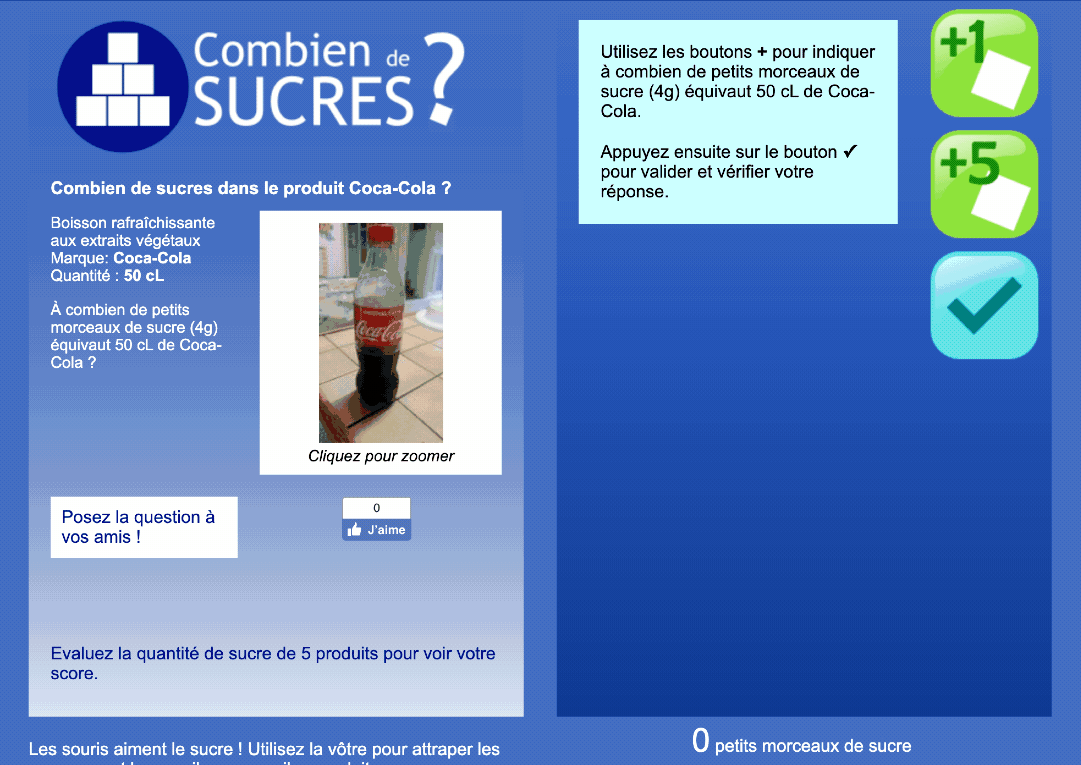 Combien de
SUCRES ?
Combien de sucres dans le produit Coca-Cola ?
Boisson rafraîchissante
aux extraits végétaux
Marque: Coca-Cola
Quantité : 50 cL
À combien de petits
morceaux de sucre (4g)
équivaut 50 cL de Coca-
Cola ?
Coca-Cola
Cliquez pour zoomer
Posez la question à
vos amis !
0
J'aime
Evaluez la quantité de sucre de 5 produits pour voir votre
score.
Les souris aiment le sucre ! Utilisez la vôtre pour attraper les
Utilisez les boutons + pour indiquer
à combien de petits morceaux de
sucre (4g) équivaut 50 cL de Coca-
Cola.
Appuyez ensuite sur le bouton ✓
pour valider et vérifier votre
réponse.
+1
+5
0 petits morceaux de sucre